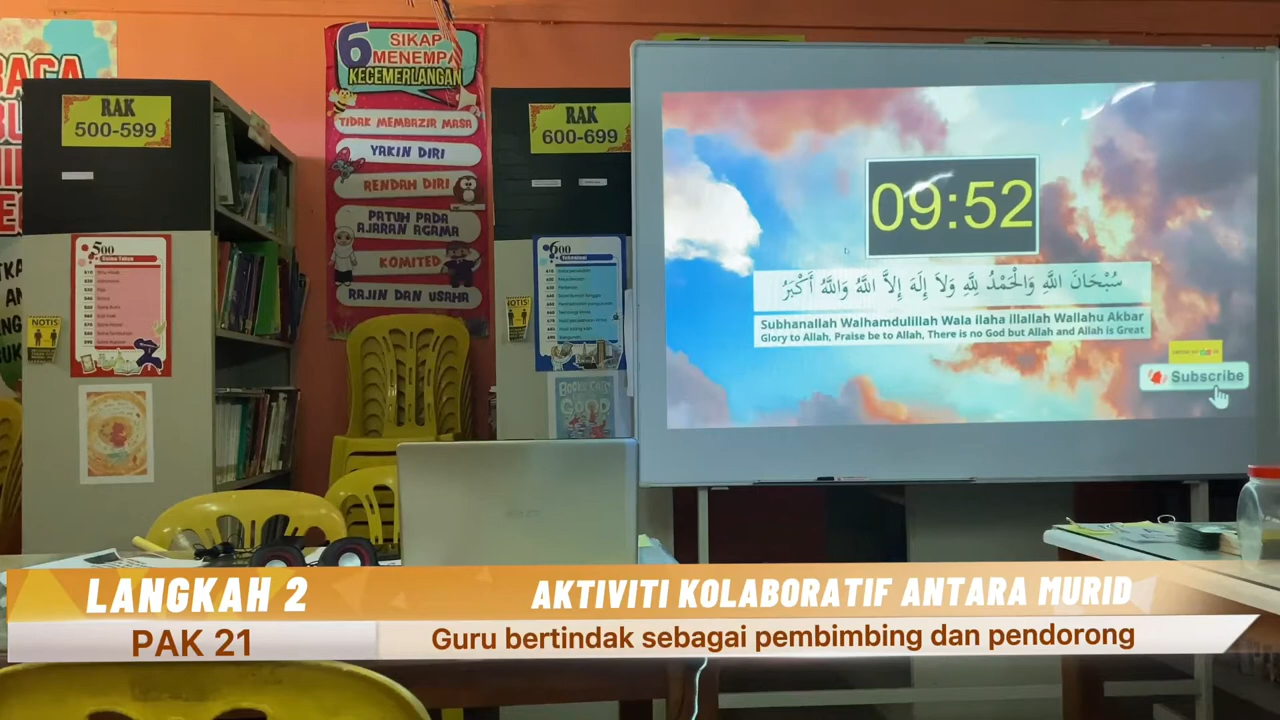 BACA
RAK
500-599
500
NOTIS
6 SIKAP
MENEMPA
KECEMERLANGAN
TIDAK MEMBAZIR MASA
YAKIN DIRI
RENDAH DIRI
PATUH PADA
AJARAN AGAMA
KOMITED
RAJIN DAN USAHA
RAK
600-699
600
Teknologi
NOTIS
GOOD
09:52
سُبْحَانَ اللَّهِ وَالْحَمْدُ لِلَّهِ وَلاَ إِلَهَ إِلاَّ اللَّهُ وَاللَّهُ أَكْبَرُ
Subhanallah Walhamdulillah Wala ilaha illallah Wallahu Akbar
Glory to Allah, Praise be to Allah, There is no God but Allah and Allah is Great
Subscribe
LANGKAH 2
AKTIVITI KOLABORATIF ANTARA MURID
PAK 21
Guru bertindak sebagai pembimbing dan pendorong